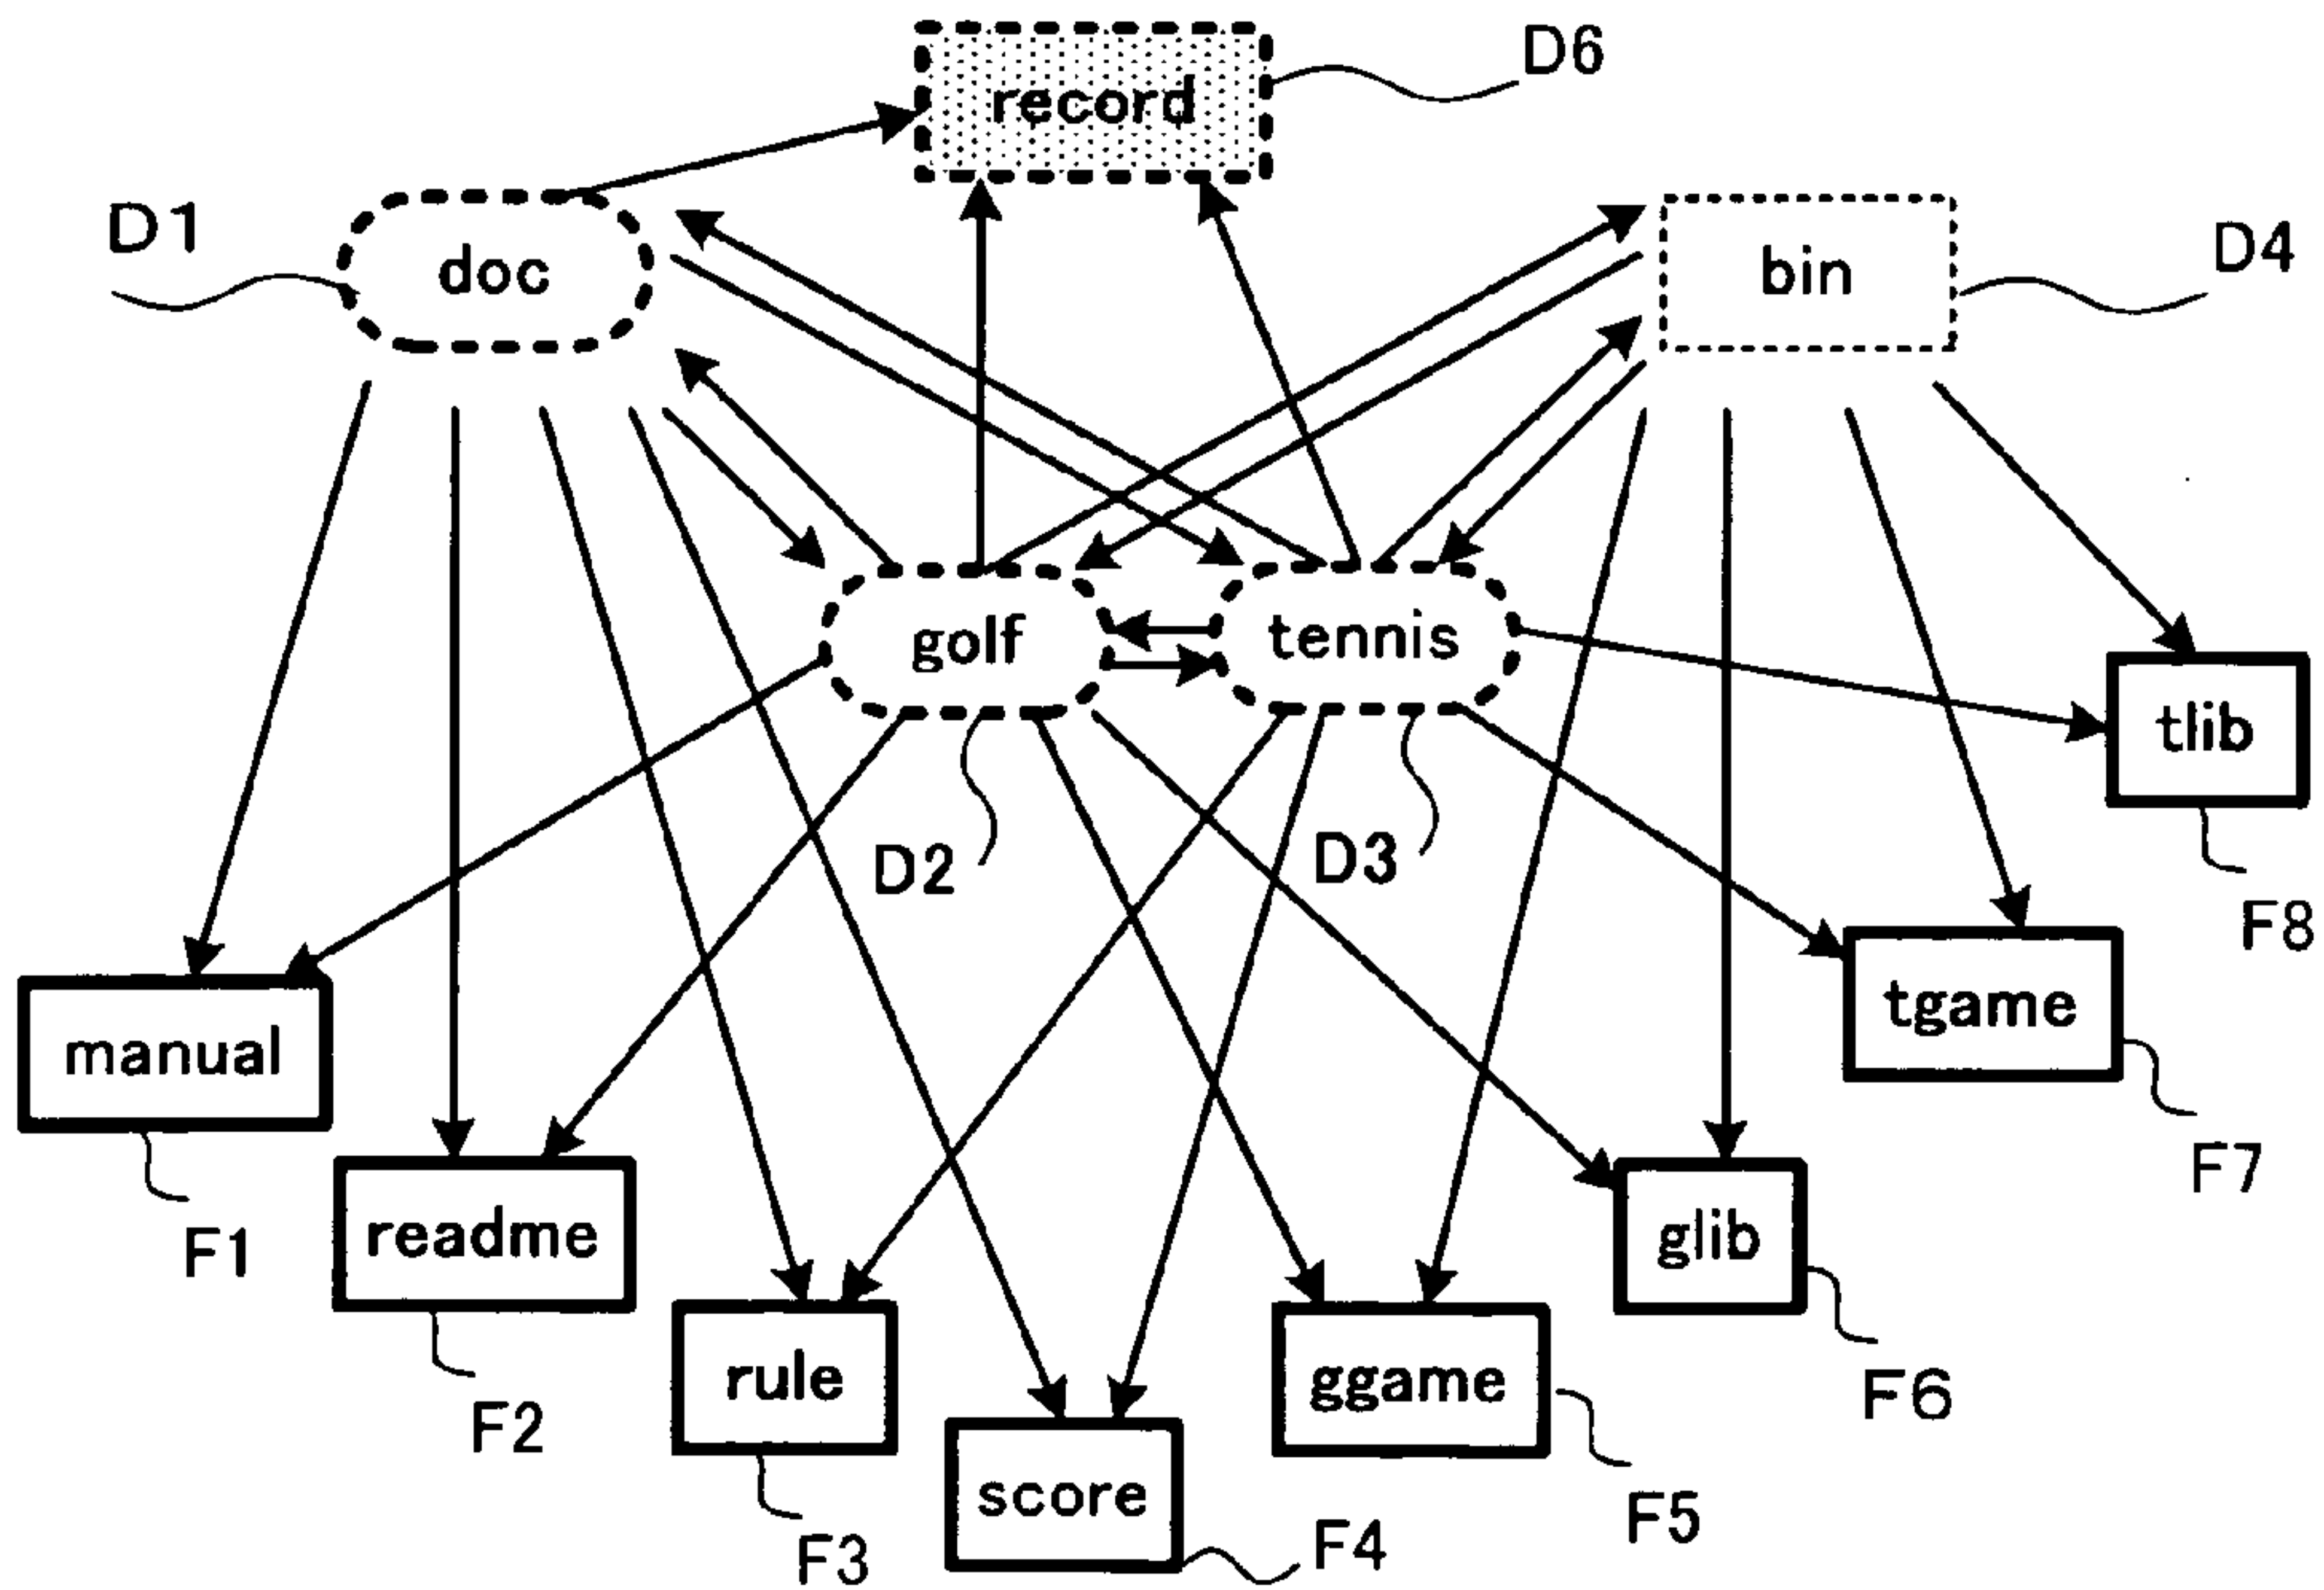 D6
record
D1
doc
bin
D4
golf
tennis
tlib
D2
D3
F8
manual
tgame
F1
readme
glib
F7
F2
rule
ggame
F6
F3
score
F4
F5